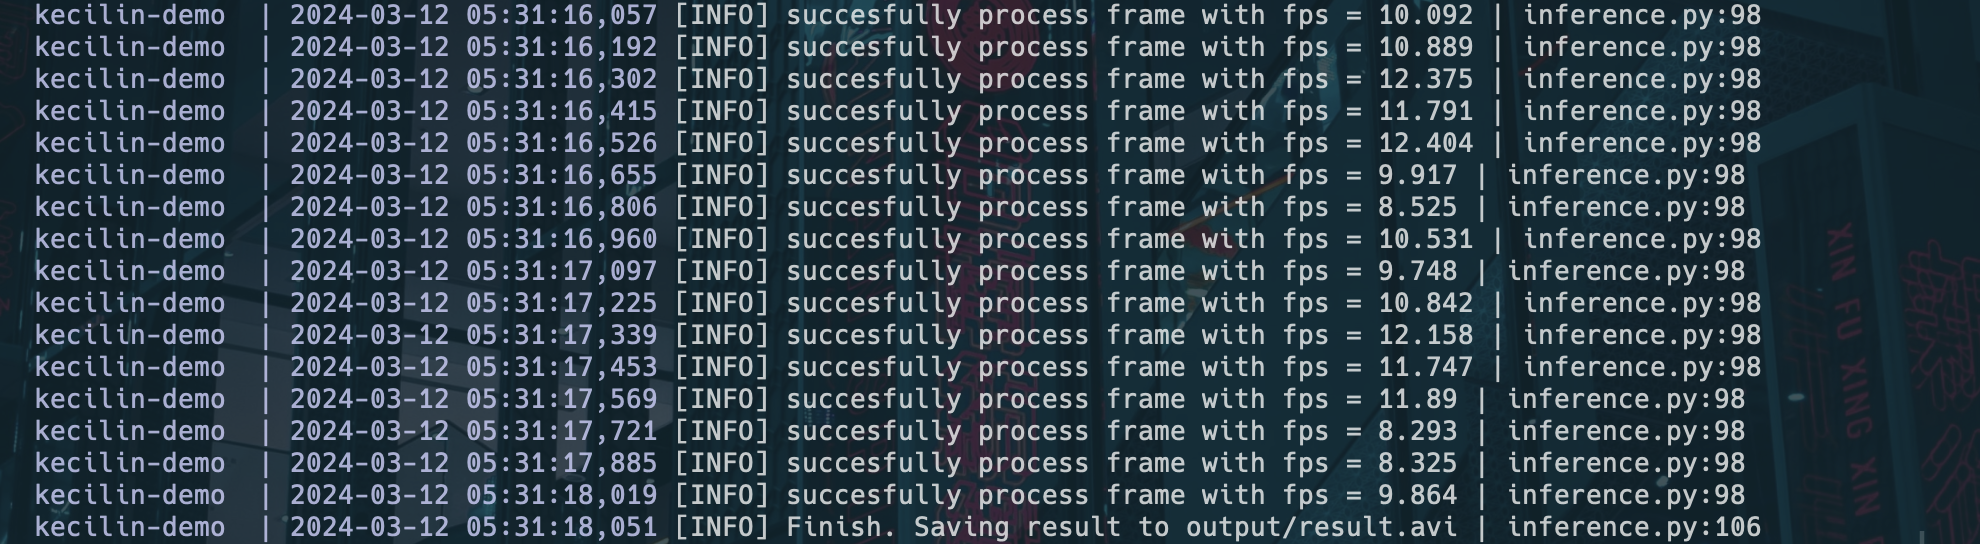 kecilin-demo | 2024-03-12 05:31:16,057 [INFO] succesfully process frame with fps = 10.092 | inference.py:98
kecilin-demo | 2024-03-12 05:31:16,192 [INFO] succesfully process frame with fps = 10.889 | inference.py:98
kecilin-demo | 2024-03-12 05:31:16,302 [INFO] succesfully process frame with fps = 12.375 | inference.py:98
kecilin-demo | 2024-03-12 05:31:16,415 [INFO] succesfully process frame with fps = 11.791 | inference.py:98
kecilin-demo | 2024-03-12 05:31:16,526 [INFO] succesfully process frame with fps = 12.404 | inference.py:98
kecilin-demo | 2024-03-12 05:31:16,655 [INFO] succesfully process frame with fps = 9.917 | inference.py:98
kecilin-demo | 2024-03-12 05:31:16,806 [INFO] succesfully process frame with fps = 8.525 | inference.py:98
kecilin-demo | 2024-03-12 05:31:16,960 [INFO] succesfully process frame with fps = 10.531 | inference.py:98
kecilin-demo | 2024-03-12 05:31:17,097 [INFO] succesfully process frame with fps = 9.748 | inference.py:98
kecilin-demo | 2024-03-12 05:31:17,225 [INFO] succesfully process frame with fps = 10.842 | inference.py:98
kecilin-demo | 2024-03-12 05:31:17,339 [INFO] succesfully process frame with fps = 12.158 | inference.py:98
kecilin-demo | 2024-03-12 05:31:17,453 [INFO] succesfully process frame with fps = 11.747 | inference.py:98
kecilin-demo | 2024-03-12 05:31:17,569 [INFO] succesfully process frame with fps = 11.89 | inference.py:98
kecilin-demo | 2024-03-12 05:31:17,721 [INFO] succesfully process frame with fps = 8.293 | inference.py:98
kecilin-demo | 2024-03-12 05:31:17,885 [INFO] succesfully process frame with fps = 8.325 | inference.py:98
kecilin-demo | 2024-03-12 05:31:18,019 [INFO] succesfully process frame with fps = 9.864 | inference.py:98
kecilin-demo | 2024-03-12 05:31:18,051 [INFO] Finish. Saving result to output/result.avi | inference.py:106
XIN FU XING XIN